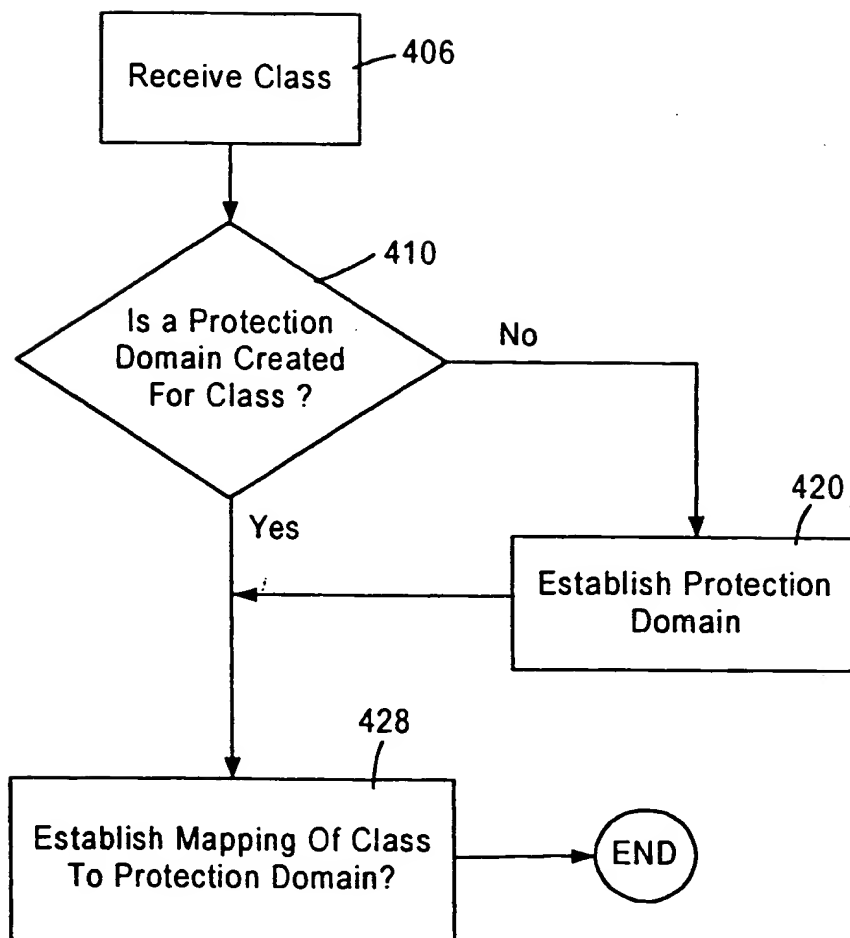 Receive Class
406
410
Is a Protection
Domain Created
For Class ?
No
Yes
420
Establish Protection
Domain
428
Establish Mapping Of Class
To Protection Domain?
END